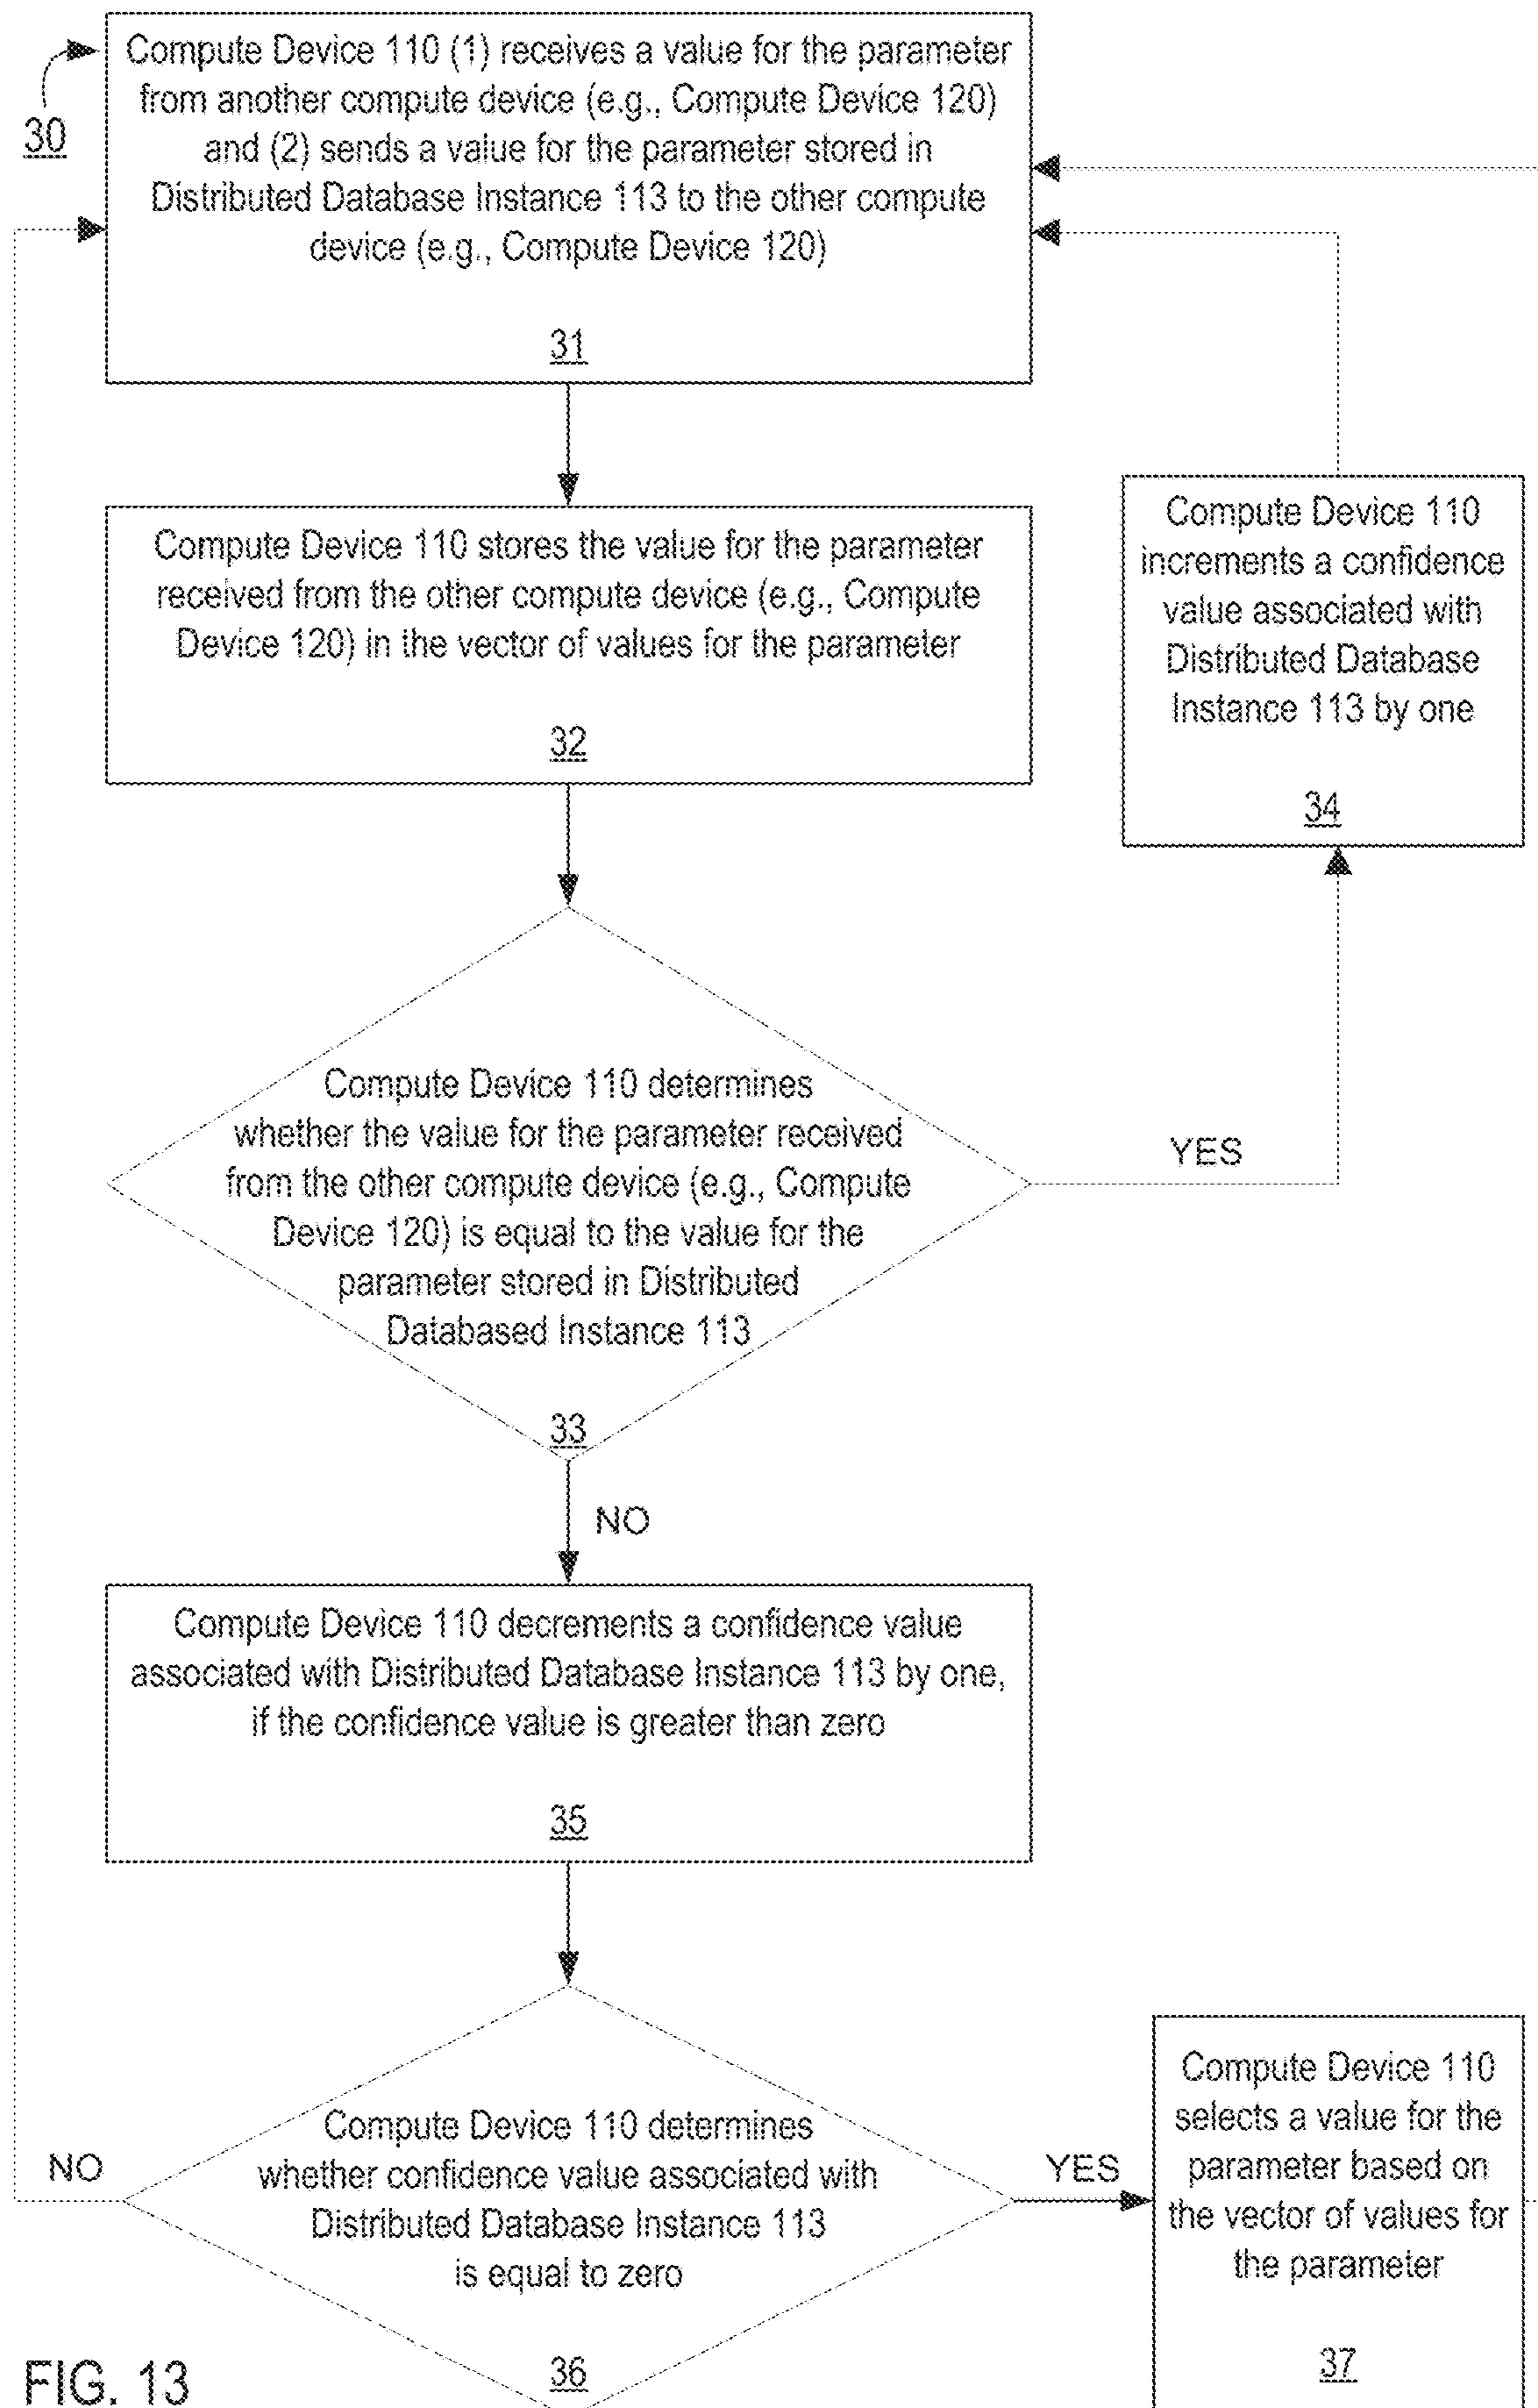 30
Compute Device 110 (1) receives a value for the parameter
from another compute device (e.g., Compute Device 120)
and (2) sends a value for the parameter stored in
Distributed Database Instance 113 to the other compute
device (e.g., Compute Device 120)
31
Compute Device 110 stores the value for the parameter
received from the other compute device (e.g., Compute
Device 120) in the vector of values for the parameter
32
Compute Device 110
increments a confidence
value associated with
Distributed Database
Instance 113 by one
34
Compute Device 110 determines
whether the value for the parameter received
from the other compute device (e.g., Compute
Device 120) is equal to the value for the
parameter stored in Distributed
Databased Instance 113
33
YES
NO
Compute Device 110 decrements a confidence value
associated with Distributed Database Instance 113 by one,
if the confidence value is greater than zero
35
Compute Device 110 determines
whether confidence value associated with
Distributed Database Instance 113
is equal to zero
36
NO
YES
Compute Device 110
selects a value for the
parameter based on
the vector of values for
the parameter
37
FIG. 13